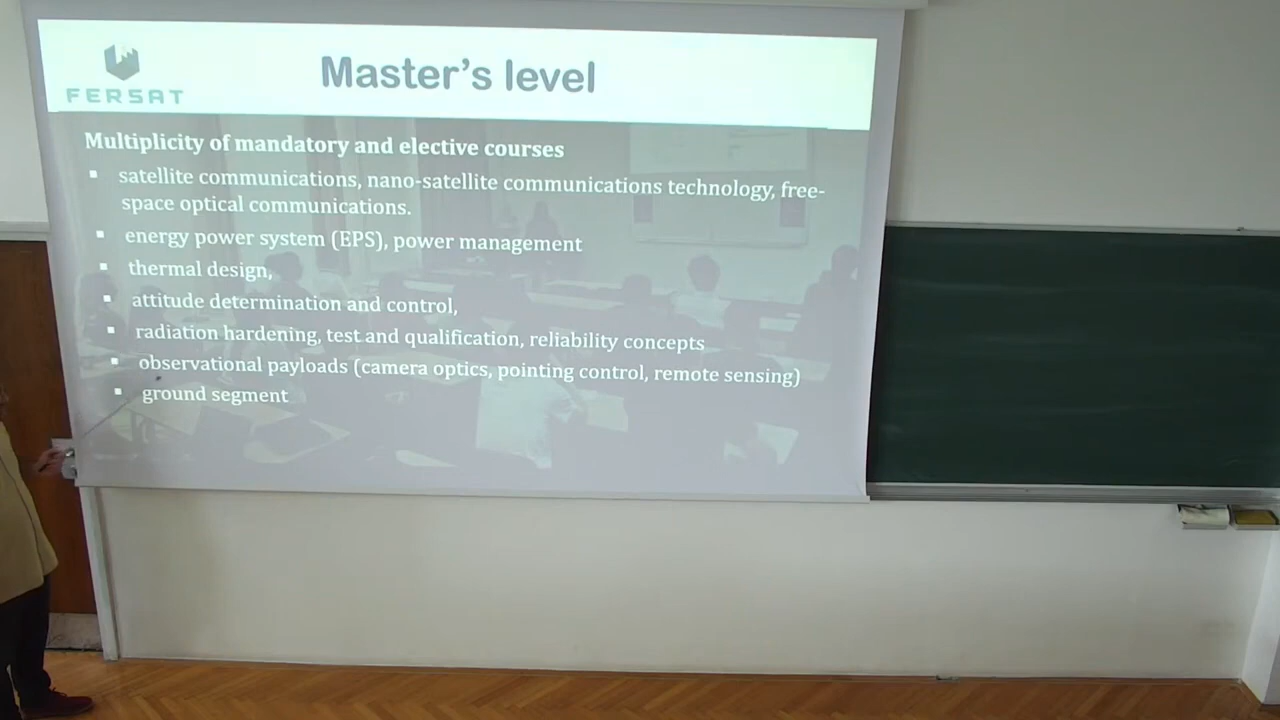 FERSAT
Master's level
Multiplicity of mandatory and elective courses
▪ satellite communications, nano-satellite communications technology, free-
space optical communications.
▪ energy power system (EPS), power management
▪ thermal design,
▪ attitude determination and control,
▪ radiation hardening, test and qualification, reliability concepts
▪ observational payloads (camera optics, pointing control, remote sensing)
▪ ground segment